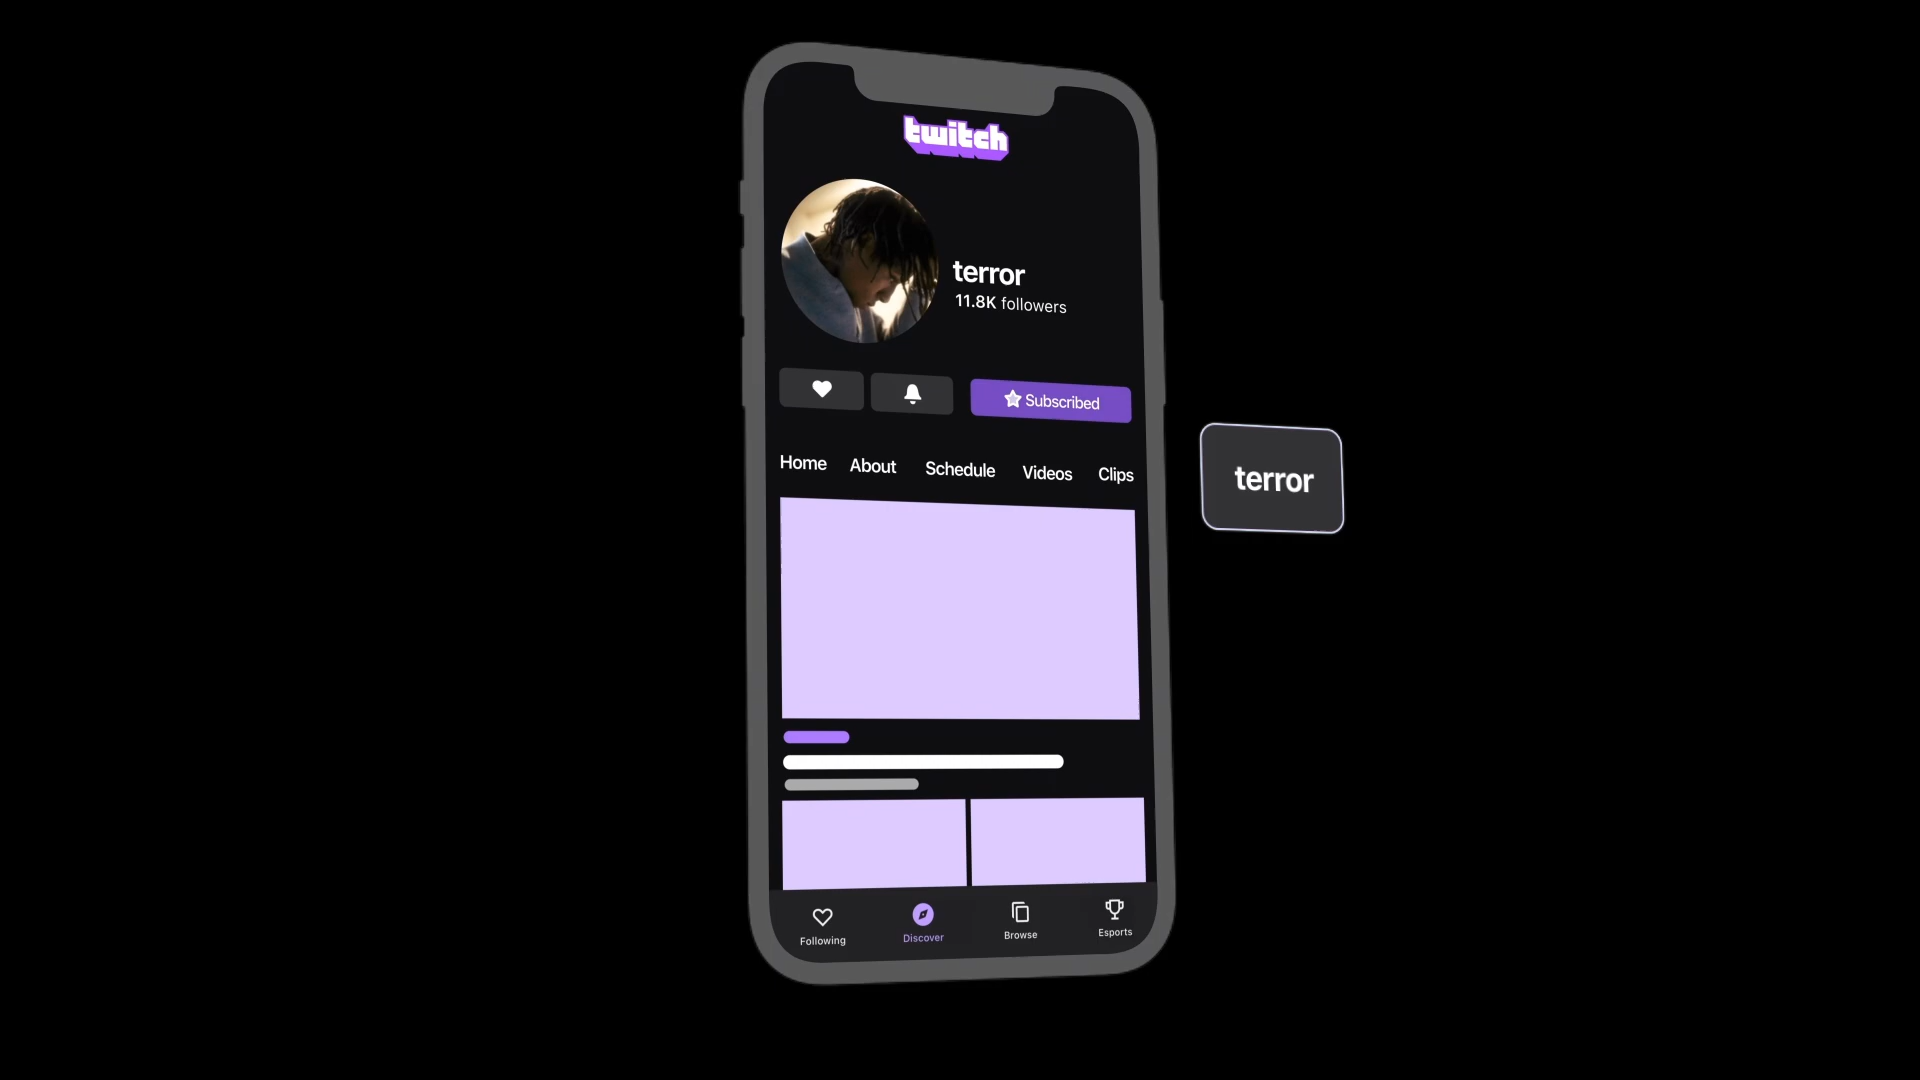 twitch
terror
11.8K followers
Subscribed
Home About Schedule Videos Clips
terror
Following Discover Browse Esports